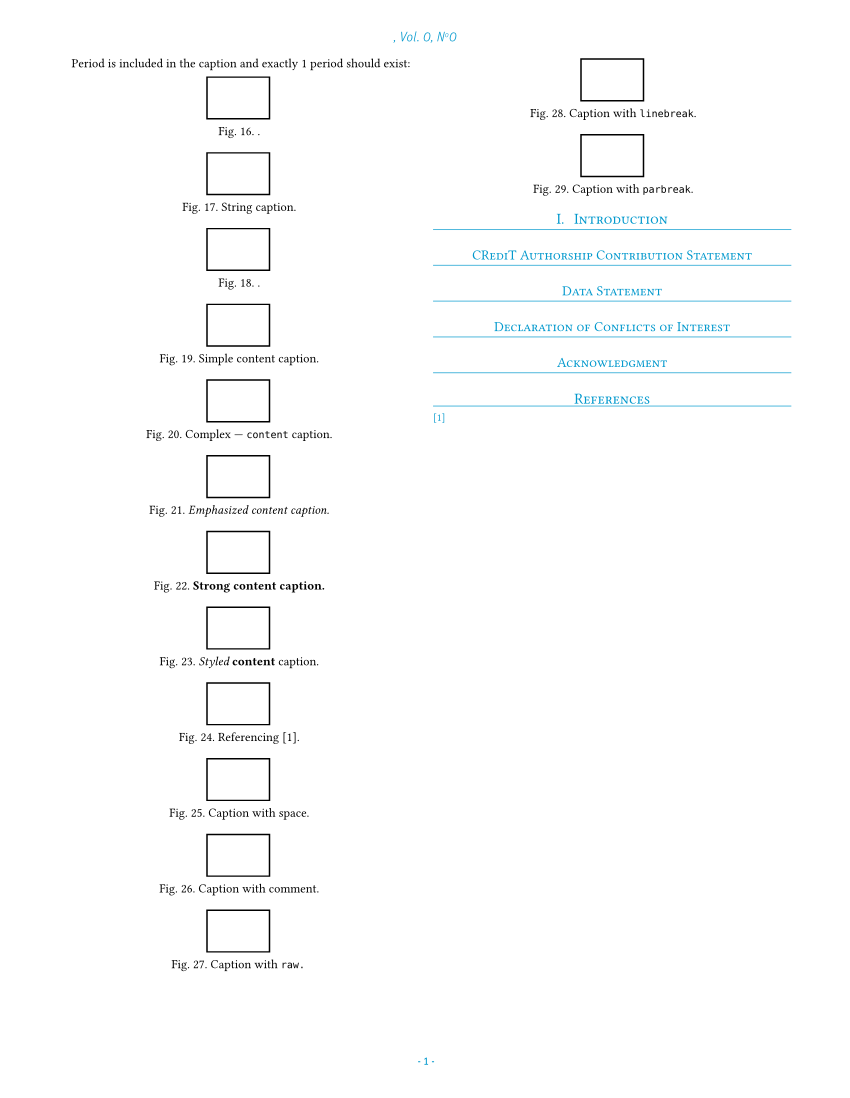 , Vol. 0, Nº0
Period is included in the caption and exactly 1 period should exist:
Fig. 16. .
Fig. 17. String caption.
Fig. 18. .
Fig. 19. Simple content caption.
Fig. 20. Complex — content caption.
Fig. 21. Emphasized content caption.
Fig. 22. Strong content caption.
Fig. 23. Styled content caption.
Fig. 24. Referencing [1].
Fig. 25. Caption with space.
Fig. 26. Caption with comment.
Fig. 27. Caption with raw.
Fig. 28. Caption with linebreak.
Fig. 29. Caption with parbreak.
I. Introduction
CRediT Authorship Contribution Statement
Data Statement
Declaration of Conflicts of Interest
Acknowledgment
References
[1]
- 1 -